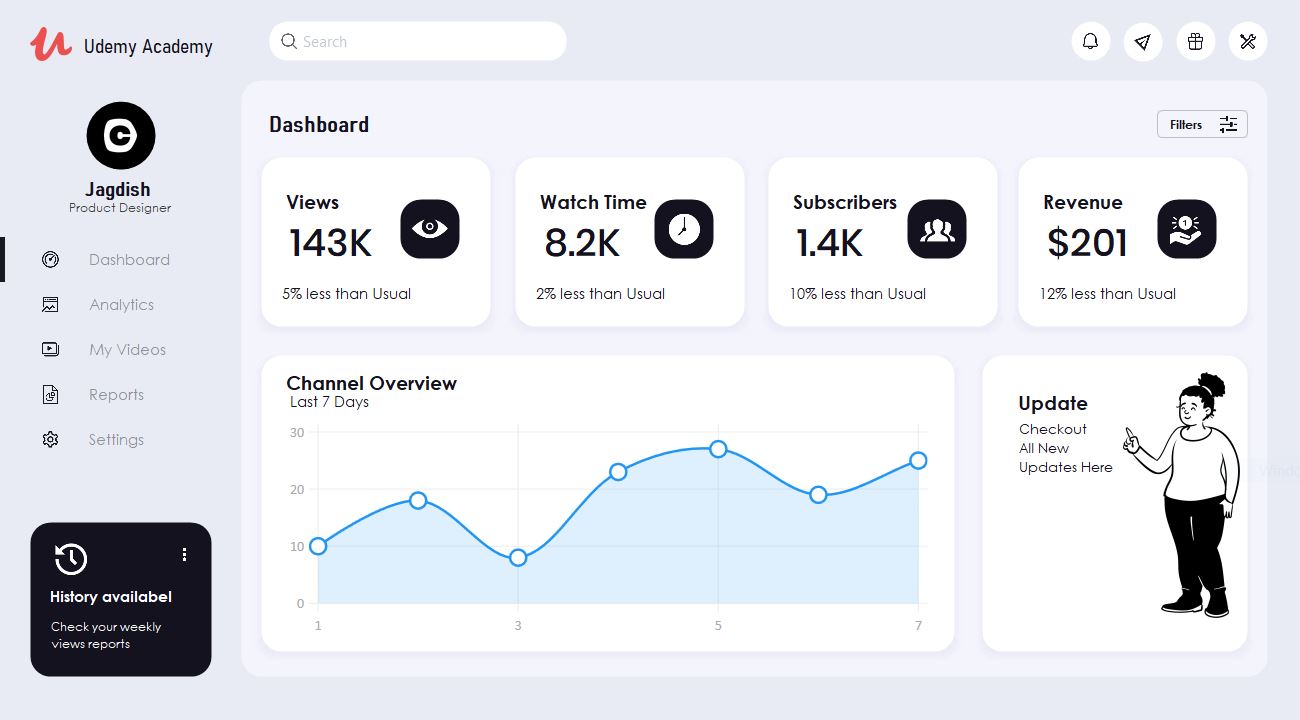 Udemy Academy
Search
Jagdish
Product Designer
Dashboard
Analytics
My Videos
Reports
Settings
History availabel
Check your weekly
views reports
Dashboard
Filters
Views
143K
5% less than Usual
Watch Time
8.2K
2% less than Usual
Subscribers
1.4K
10% less than Usual
Revenue
$201
12% less than Usual
Channel Overview
Last 7 Days
30
20
10
0
1 3 5 7
Update
Checkout
All New
Updates Here